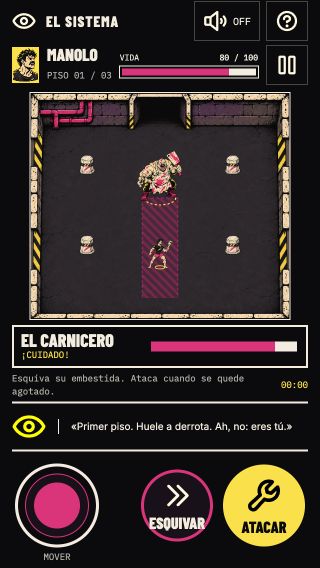 EL SISTEMA
OFF
MANOLO
PISO 01 / 03
VIDA
80 / 100
EL CARNICERO
¡CUIDADO!
Esquiva su embestida. Ataca cuando se quede
agotado.
00:00
«Primer piso. Huele a derrota. Ah, no: eres tú.»
MOVER
ESQUIVAR
ATACAR